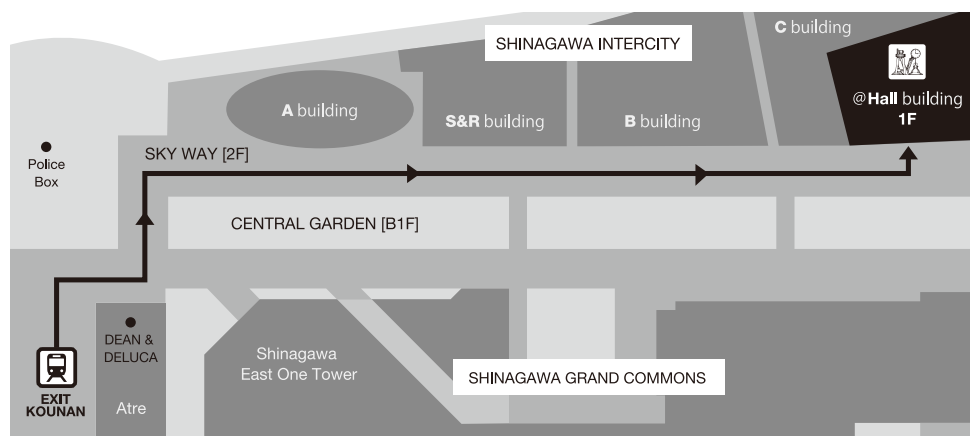 C building
SHINAGAWA INTERCITY
@Hall building
1F
A building
S&R building
B building
SKY WAY [2F]
Police
Box
CENTRAL GARDEN [B1F]
DEAN &
DELUCA
Shinagawa
East One Tower
SHINAGAWA GRAND COMMONS
EXIT
KOUNAN
Atre